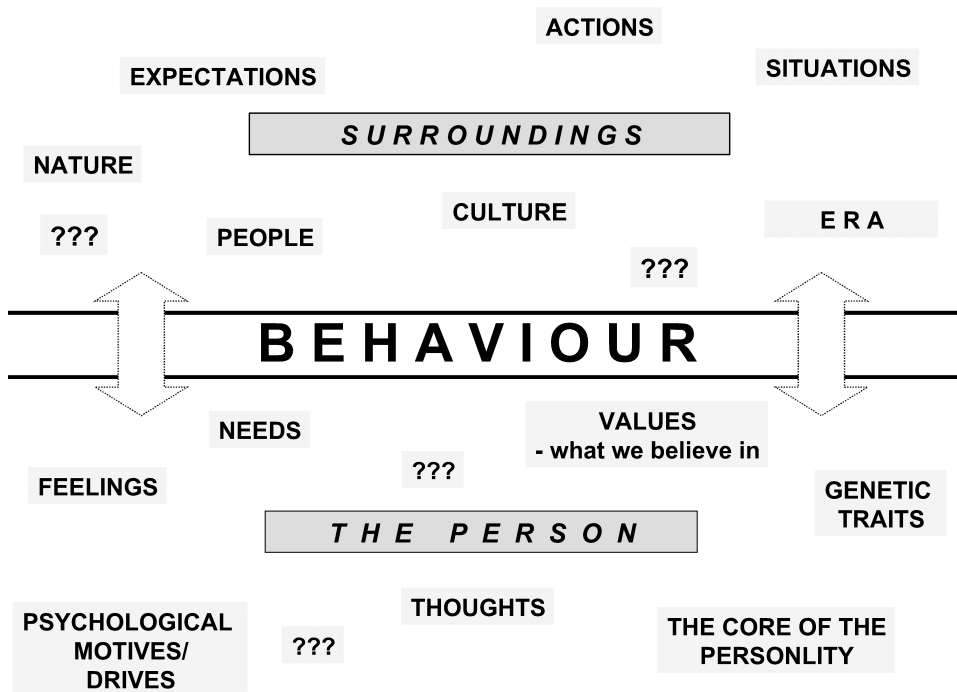 ACTIONS
SITUATIONS
EXPECTATIONS
SURROUNDINGS
NATURE
CULTURE
ERA
???
PEOPLE
???
BEHAVIOUR
NEEDS
VALUES
- what we believe in
???
FEELINGS
GENETIC
TRAITS
THE PERSON
THOUGHTS
PSYCHOLOGICAL
MOTIVES/
DRIVES
???
THE CORE OF THE
PERSONLITY